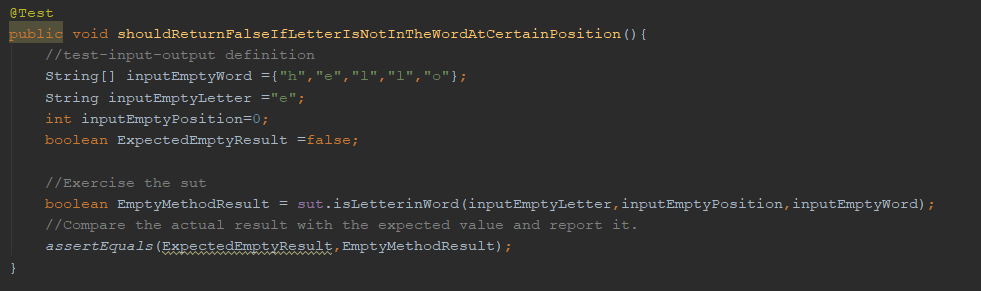 @Test
public void shouldReturnFalseIfLetterIsNotInTheWordAtCertainPosition(){
//test-input-output definition
String[] inputEmptyWord ={"h","e","l","l","o"};
String inputEmptyLetter ="e";
int inputEmptyPosition=0;
boolean ExpectedEmptyResult =false;
//Exercise the sut
boolean EmptyMethodResult = sut.isLetterinWord(inputEmptyLetter,inputEmptyPosition,inputEmptyWord);
//Compare the actual result with the expected value and report it.
assertEquals(ExpectedEmptyResult,EmptyMethodResult);
}